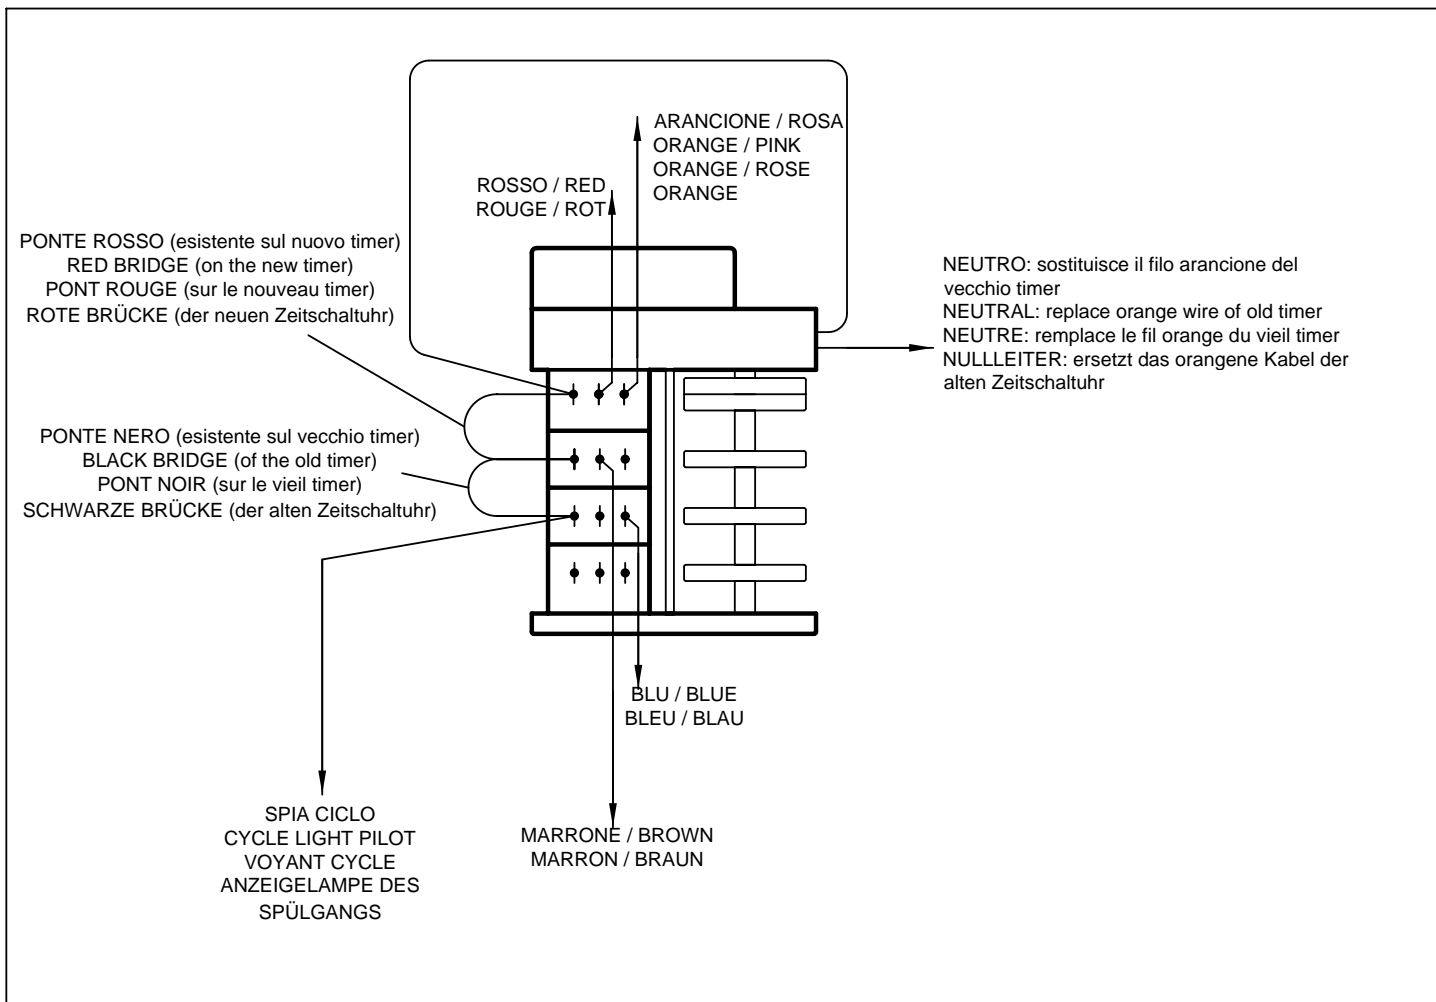 ARANCIONE / ROSA
ORANGE / PINK
ORANGE / ROSE
ORANGE
ROSSO / RED
ROUGE / ROT
PONTE ROSSO (esistente sul nuovo timer)
RED BRIDGE (on the new timer)
PONT ROUGE (sur le nouveau timer)
ROTE BRÜCKE (der neuen Zeitschaltuhr)
NEUTRO: sostituisce il filo arancione del
vecchio timer
NEUTRAL: replace orange wire of old timer
NEUTRE: remplace le fil orange du vieil timer
NULLLEITER: ersetzt das orangene Kabel der
alten Zeitschaltuhr
PONTE NERO (esistente sul vecchio timer)
BLACK BRIDGE (of the old timer)
PONT NOIR (sur le vieil timer)
SCHWARZE BRÜCKE (der alten Zeitschaltuhr)
BLU / BLUE
BLEU / BLAU
SPIA CICLO
CYCLE LIGHT PILOT
VOYANT CYCLE
ANZEIGELAMPE DES
SPÜLGANGS
MARRONE / BROWN
MARRON / BRAUN